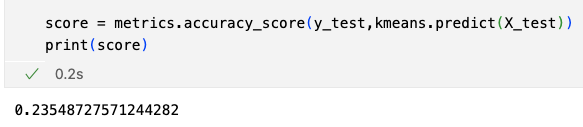 score = metrics.accuracy_score(y_test,kmeans.predict(X_test))
print(score)
✓ 0.2s
0.23548727571244282